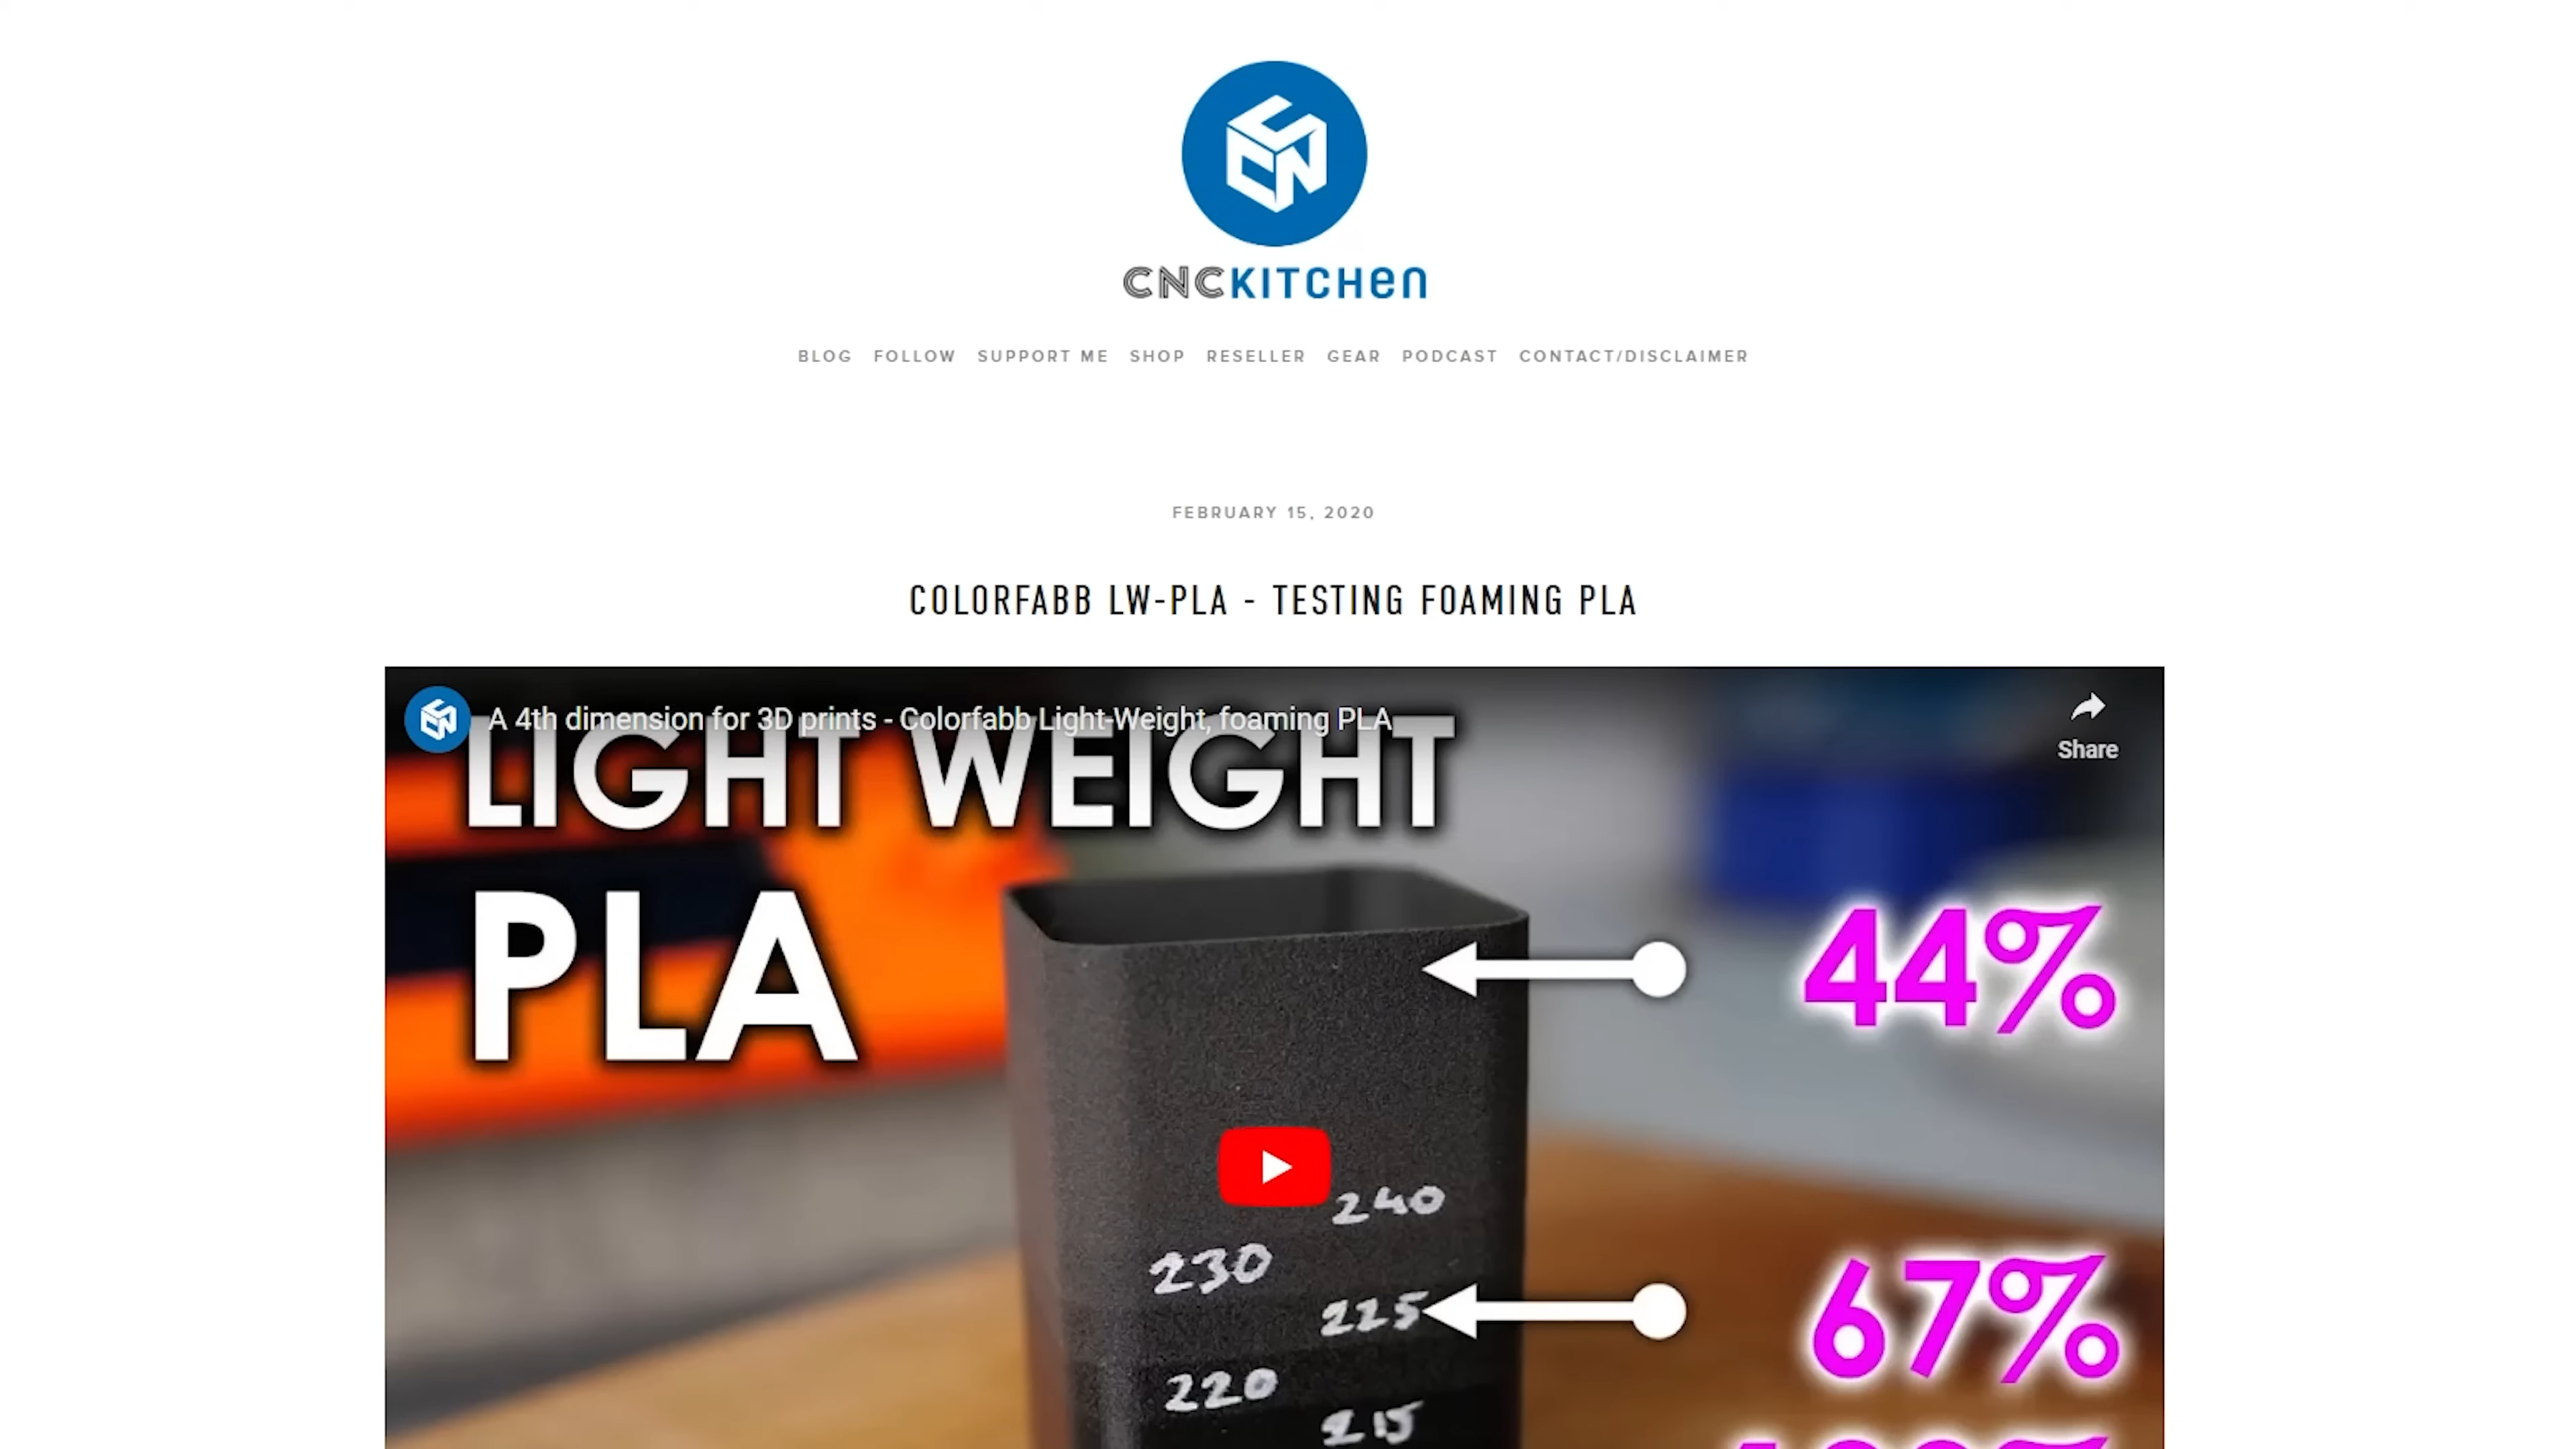 CNCKITCHEN
BLOG FOLLOW SUPPORT ME SHOP RESELLER GEAR PODCAST CONTACT/DISCLAIMER
FEBRUARY 15, 2020
COLORFABB LW-PLA - TESTING FOAMING PLA
A 4th dimension for 3D prints - Colorfabb Light-Weight, foaming PLA
Share
LIGHT WEIGHT
PLA
44%
240
230
225
67%
220
215